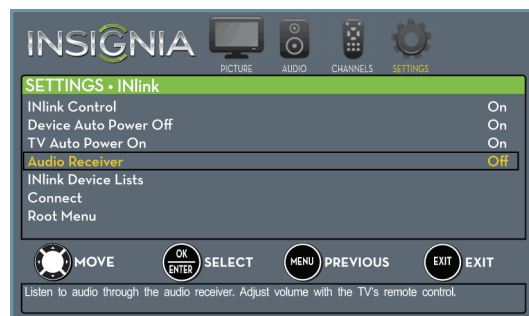 INSIGNIA
PICTURE AUDIO CHANNELS SETTINGS
SETTINGS • INlink
INlink Control On
Device Auto Power Off On
TV Auto Power On On
Audio Receiver Off
INlink Device Lists
Connect
Root Menu
MOVE OK ENTER SELECT MENU PREVIOUS EXIT EXIT
Listen to audio through the audio receiver. Adjust volume with the TV's remote control.